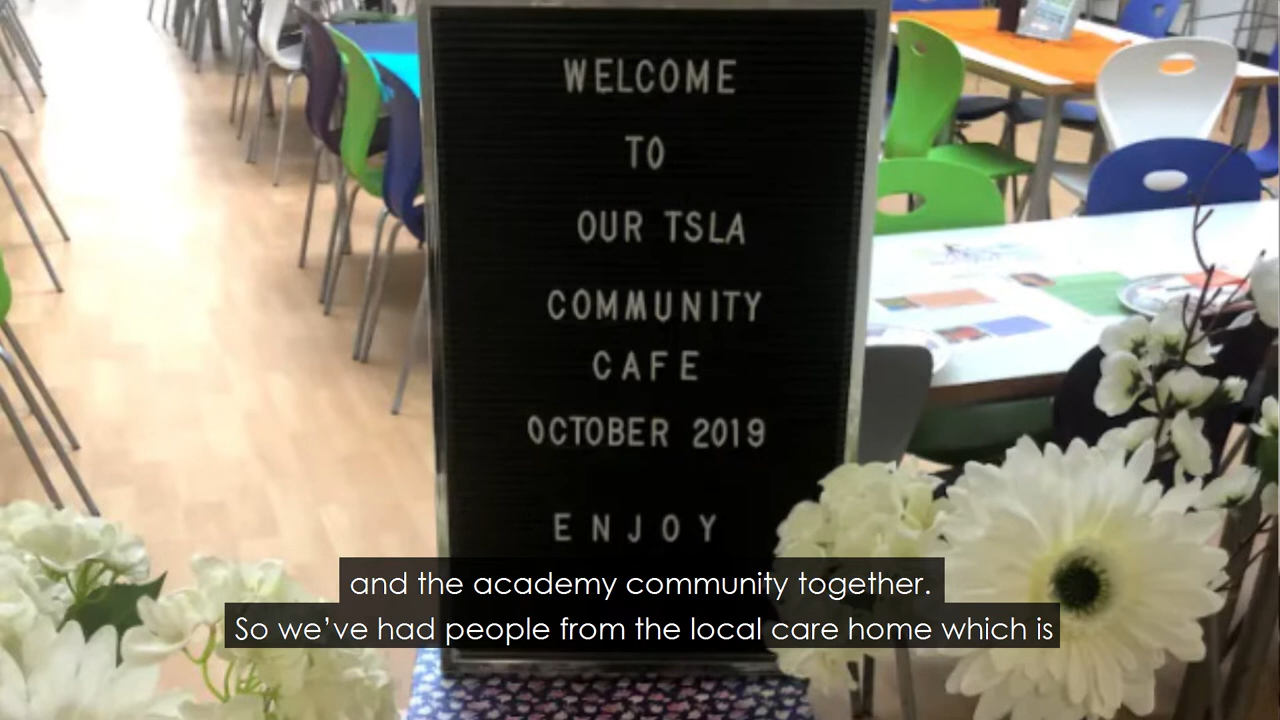 WELCOME
TO
OUR TSLA
COMMUNITY
CAFE
OCTOBER 2019
ENJOY
and the academy community together.
So we've had people from the local care home which is